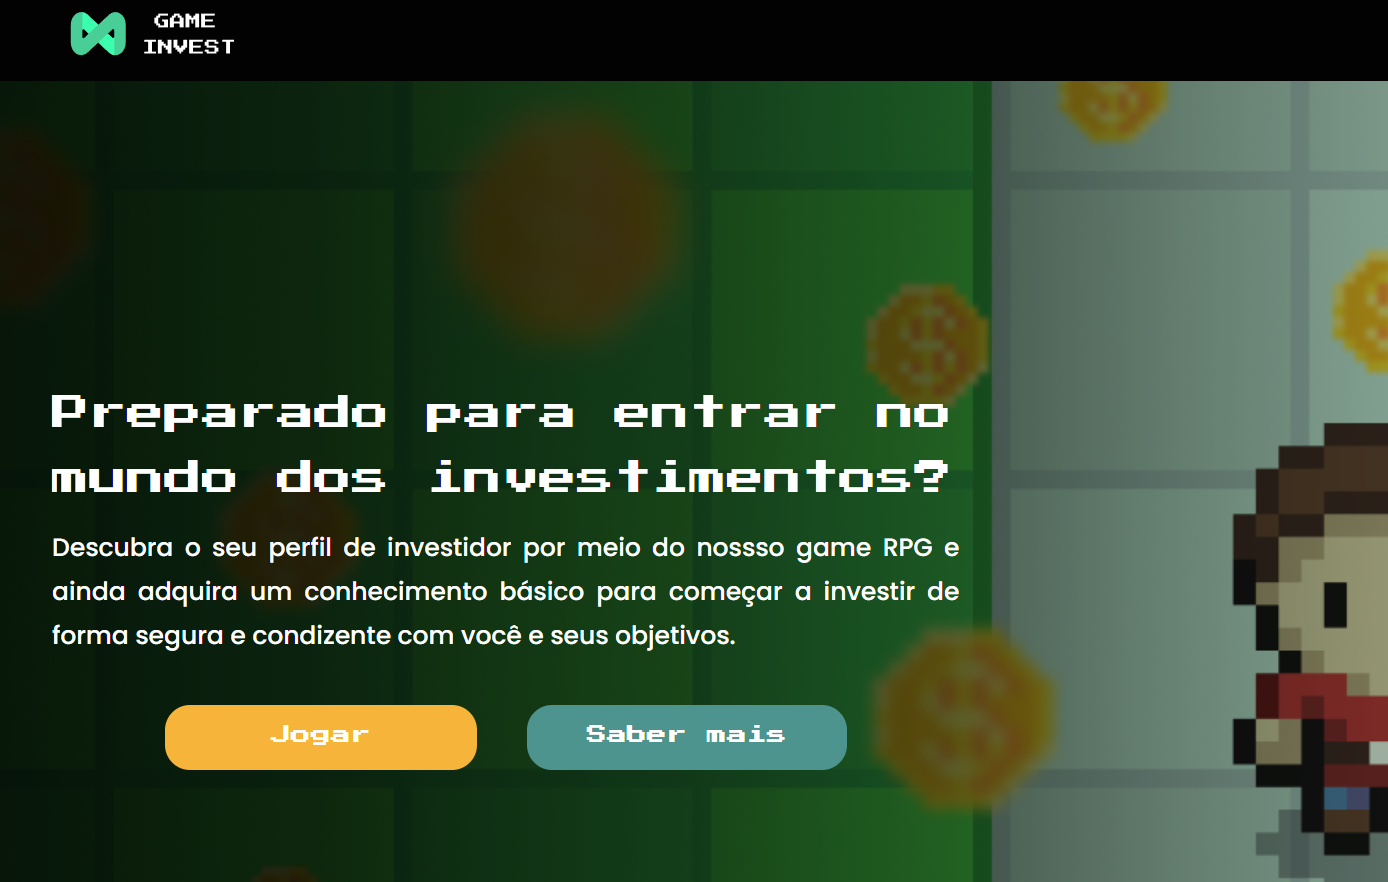 GAME
INVEST
Preparado para entrar no
mundo dos investimentos?
Descubra o seu perfil de investidor por meio do nossso game RPG e
ainda adquira um conhecimento básico para começar a investir de
forma segura e condizente com você e seus objetivos.
Jogar
Saber mais